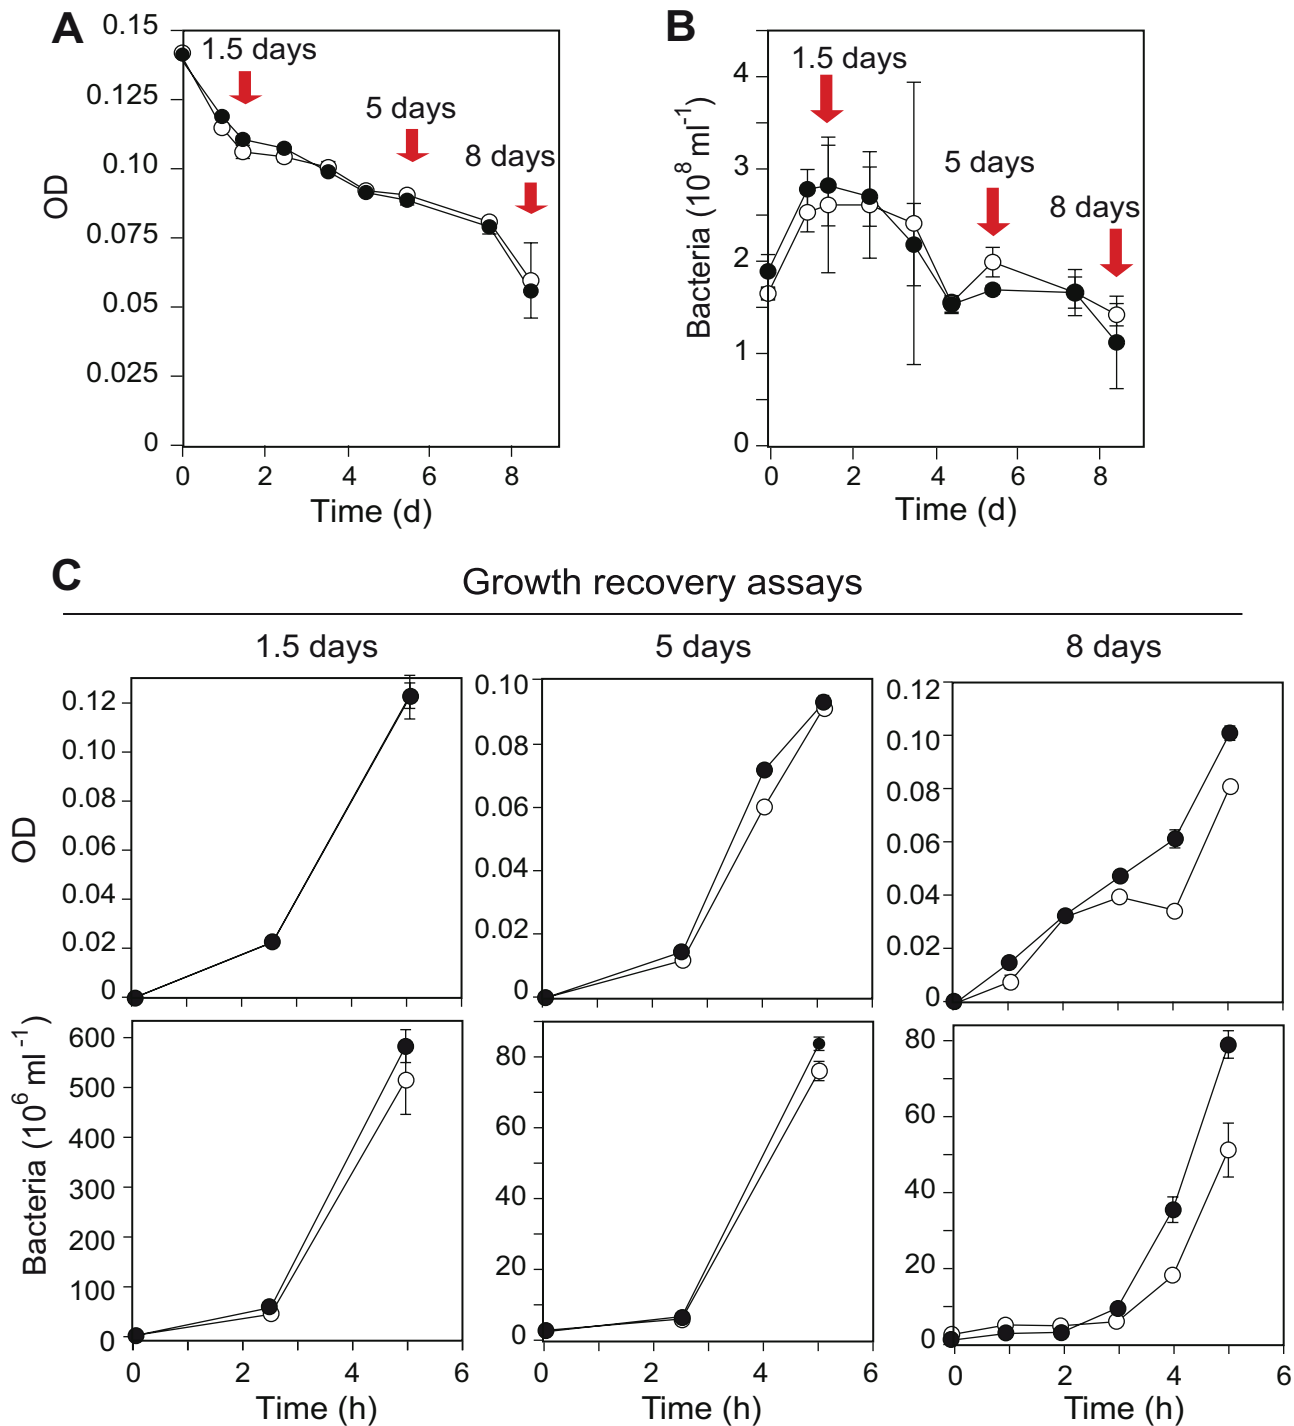 A
0.15
0.125
0.10
0.075
0.05
0.025
0
OD
1.5 days
5 days
8 days
0 2 4 6 8
Time (d)
B
4
3
2
1
0
Bacteria (10⁸ ml⁻¹)
1.5 days
5 days
8 days
0 2 4 6 8
Time (d)
C
Growth recovery assays
1.5 days
5 days
8 days
OD
0.12
0.10
0.08
0.06
0.04
0.02
0
0.10
0.08
0.06
0.04
0.02
0
0.12
0.10
0.08
0.06
0.04
0.02
0
Bacteria (10⁶ ml⁻¹)
600
500
400
300
200
100
0
0 2 4 6
Time (h)
80
60
40
20
0
0 2 4 6
Time (h)
80
60
40
20
0
0 2 4 6
Time (h)